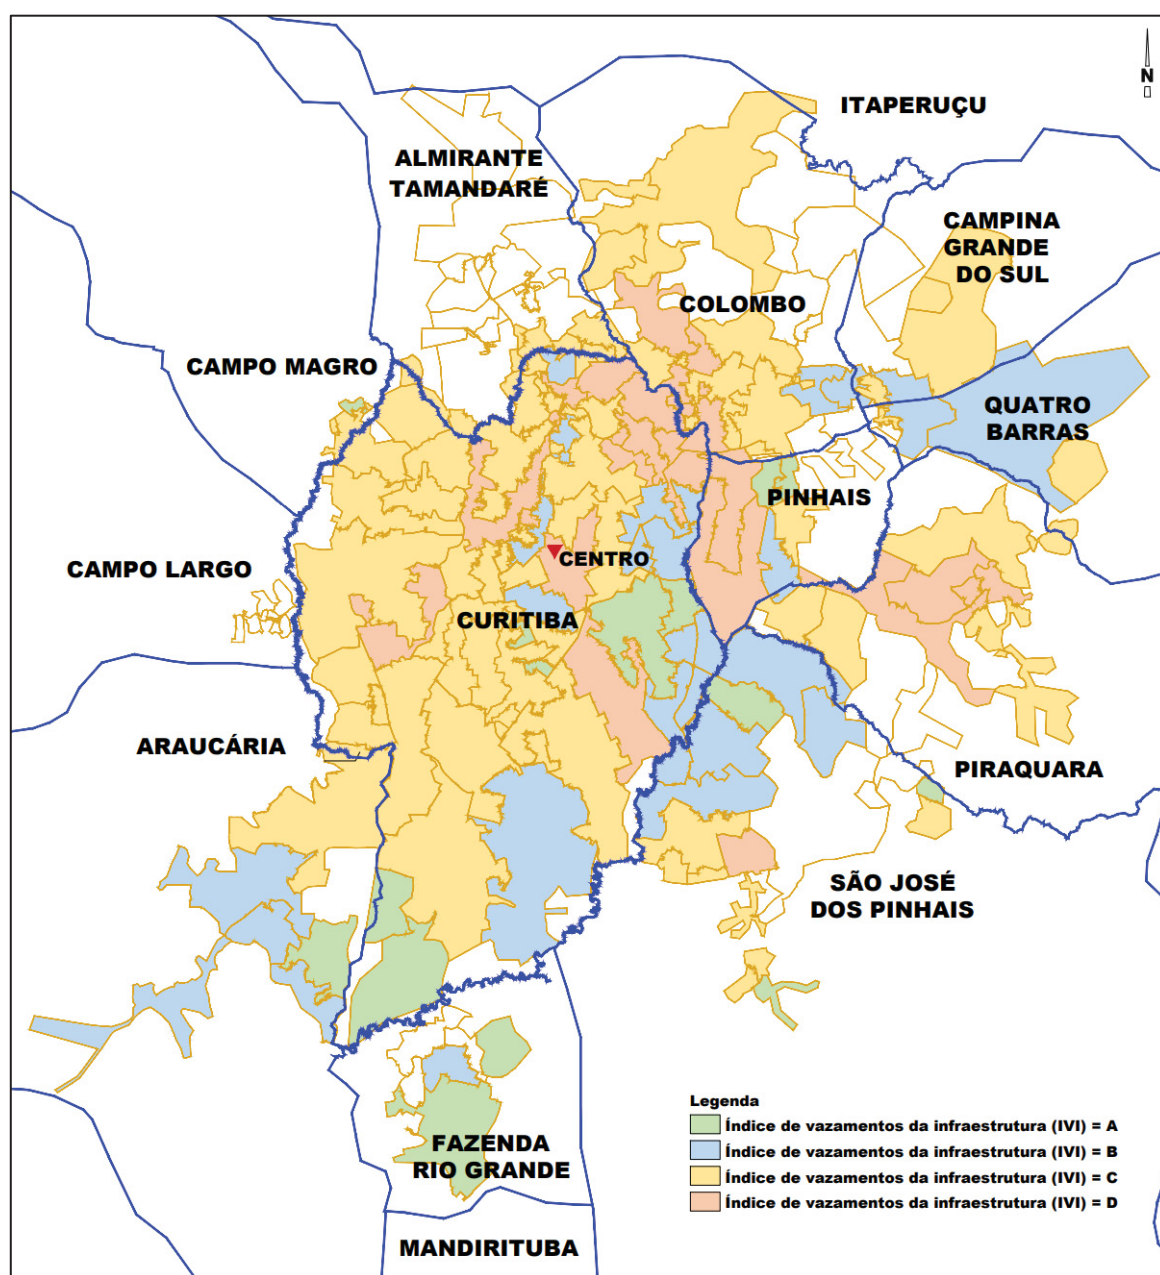 N
ITAPERUÇU
ALMIRANTE
TAMANDARÉ
CAMPINA
GRANDE
DO SUL
COLOMBO
CAMPO MAGRO
QUATRO
BARRAS
PINHAIS
CENTRO
CAMPO LARGO
CURITIBA
ARAUCÁRIA
PIRAQUARA
SÃO JOSÉ
DOS PINHAIS
Legenda
Índice de vazamentos da infraestrutura (IVI) = A
Índice de vazamentos da infraestrutura (IVI) = B
Índice de vazamentos da infraestrutura (IVI) = C
Índice de vazamentos da infraestrutura (IVI) = D
FAZENDA
RIO GRANDE
MANDIRITUBA